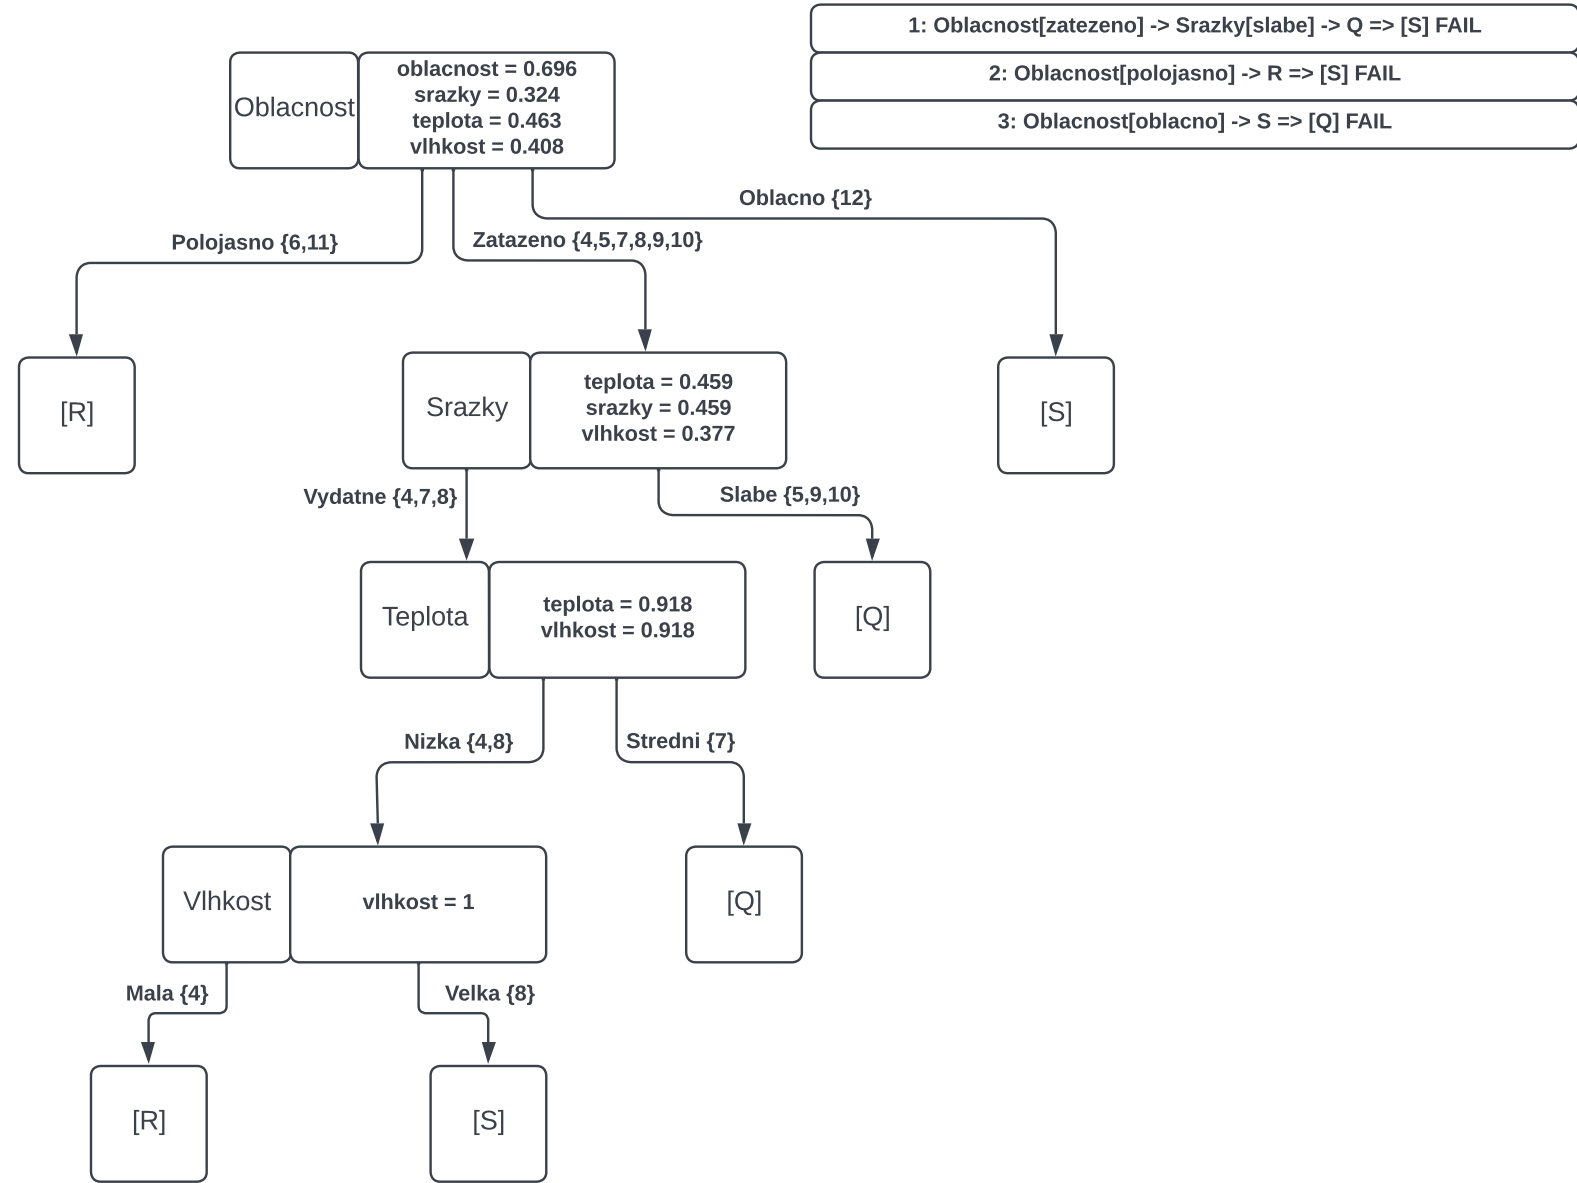 1: Oblacnost[zatezeno] -> Srazky[slabe] -> Q => [S] FAIL
2: Oblacnost[polojasno] -> R => [S] FAIL
3: Oblacnost[oblacno] -> S => [Q] FAIL
Oblacnost
oblacnost = 0.696
srazky = 0.324
teplota = 0.463
vlhkost = 0.408
Oblacno {12}
Polojasno {6,11}
Zatazeno {4,5,7,8,9,10}
[R]
Srazky
teplota = 0.459
srazky = 0.459
vlhkost = 0.377
[S]
Vydatne {4,7,8}
Slabe {5,9,10}
Teplota
teplota = 0.918
vlhkost = 0.918
[Q]
Nizka {4,8}
Stredni {7}
Vlhkost
vlhkost = 1
[Q]
Mala {4}
Velka {8}
[R]
[S]